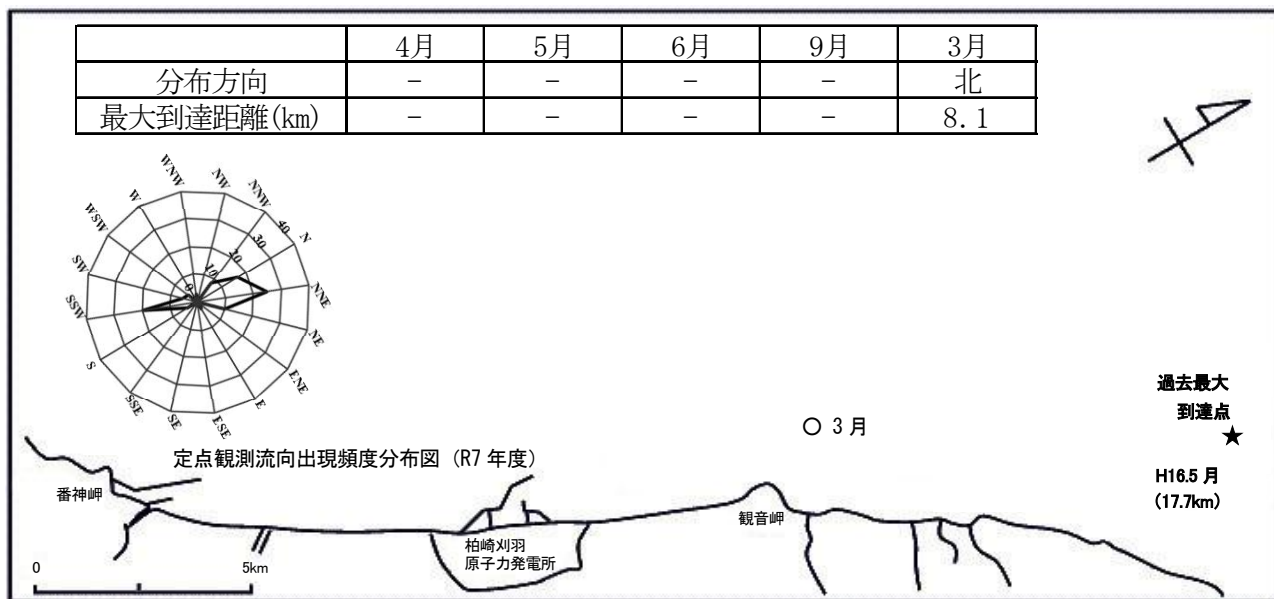 4月 5月 6月 9月 3月
分布方向 － － － － 北
最大到達距離(km) － － － － 8.1
WNW
NW
NNW
N
NNE
NE
ENE
E
ESE
SE
SSE
S
SSW
SW
WSW
W
40
30
20
10
0
定点観測流向出現頻度分布図（R7年度）
○ 3月
過去最大
到達点
★
H16.5月
(17.7km)
番神岬
柏崎刈羽
原子力発電所
観音岬
0 5km